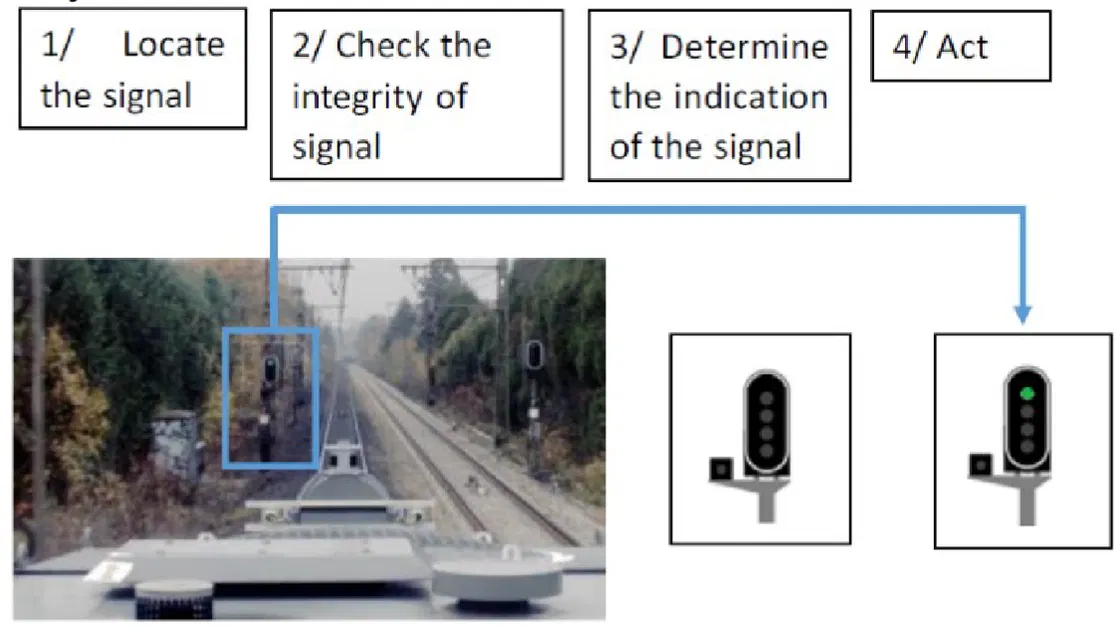 1/ Locate
the signal
2/ Check the
integrity of
signal
3/ Determine
the indication
of the signal
4/ Act